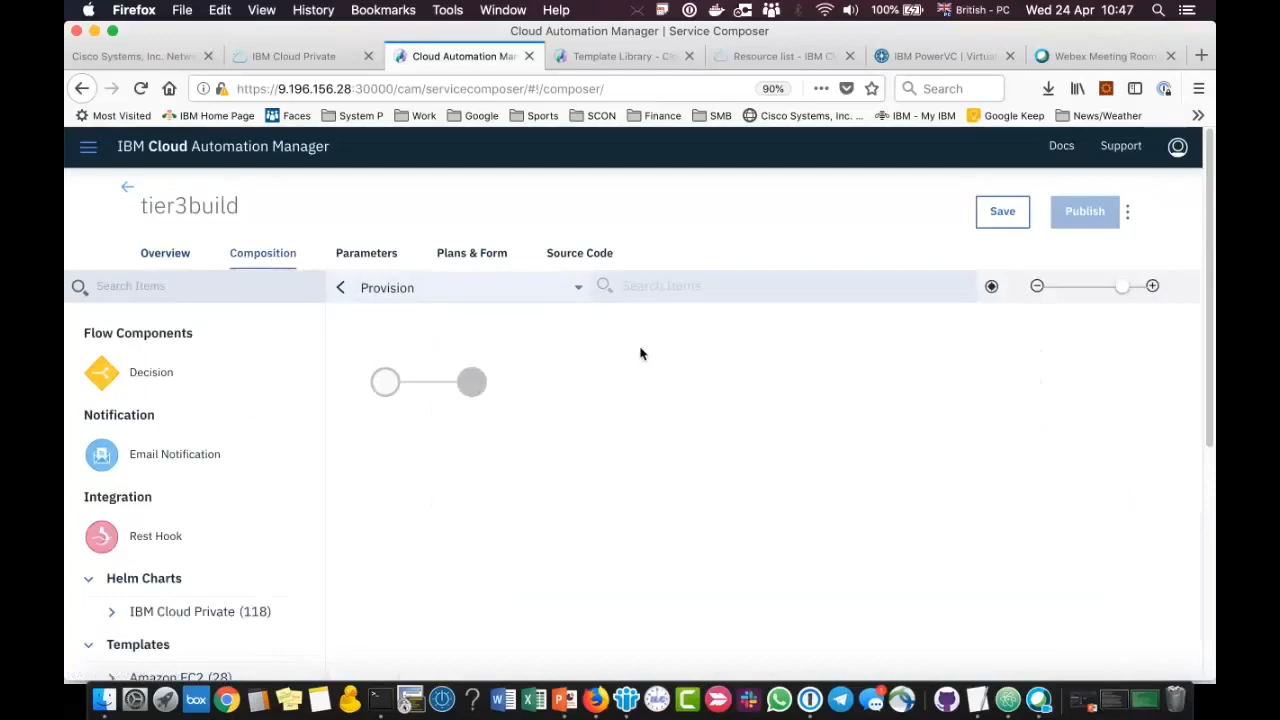 Firefox File Edit View History Bookmarks Tools Window Help 100% British - PC Wed 24 Apr 10:47
Cloud Automation Manager | Service Composer
Cisco Systems, Inc. Netw IBM Cloud Private Cloud Automation Ma Template Library - Cl Resource list - IBM C IBM PowerVC | Virtual Webex Meeting Room
https://9.196.156.28:30000/cam/servicecomposer/#!/composer/ 90% Search
Most Visited IBM Home Page Faces System P Work Google Sports SCON Finance SMB Cisco Systems, Inc. ... IBM - My IBM Google Keep News/Weather
IBM Cloud Automation Manager Docs Support
tier3build
Save Publish
Overview Composition Parameters Plans & Form Source Code
Search Items Provision Search Items
Flow Components
Decision
Notification
Email Notification
Integration
Rest Hook
Helm Charts
IBM Cloud Private (118)
Templates
Amazon EC2 (28)
box